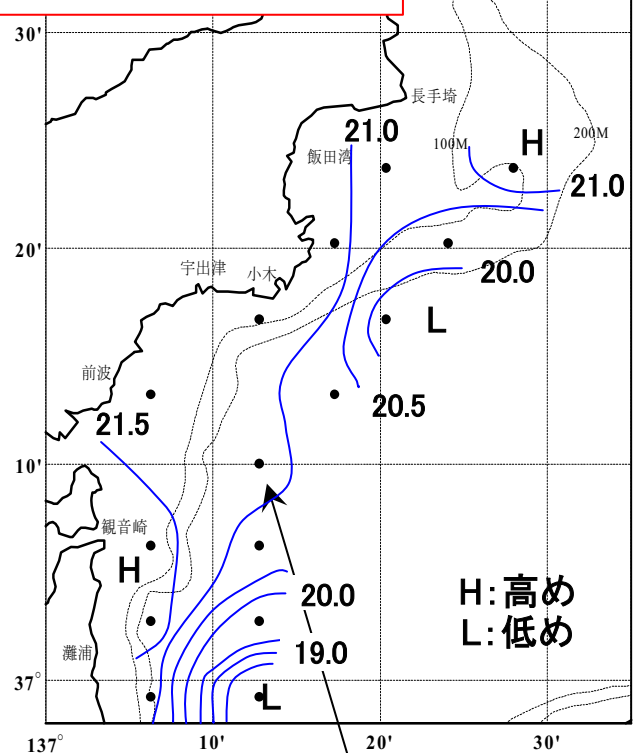 30'
長手埼
21.0
100M
200M
H
飯田湾
21.0
20'
宇出津
小木
20.0
L
前波
20.5
21.5
10'
観音崎
H
H:高め
20.0
L:低め
灘浦
19.0
37°
L
137°
10'
20'
30'